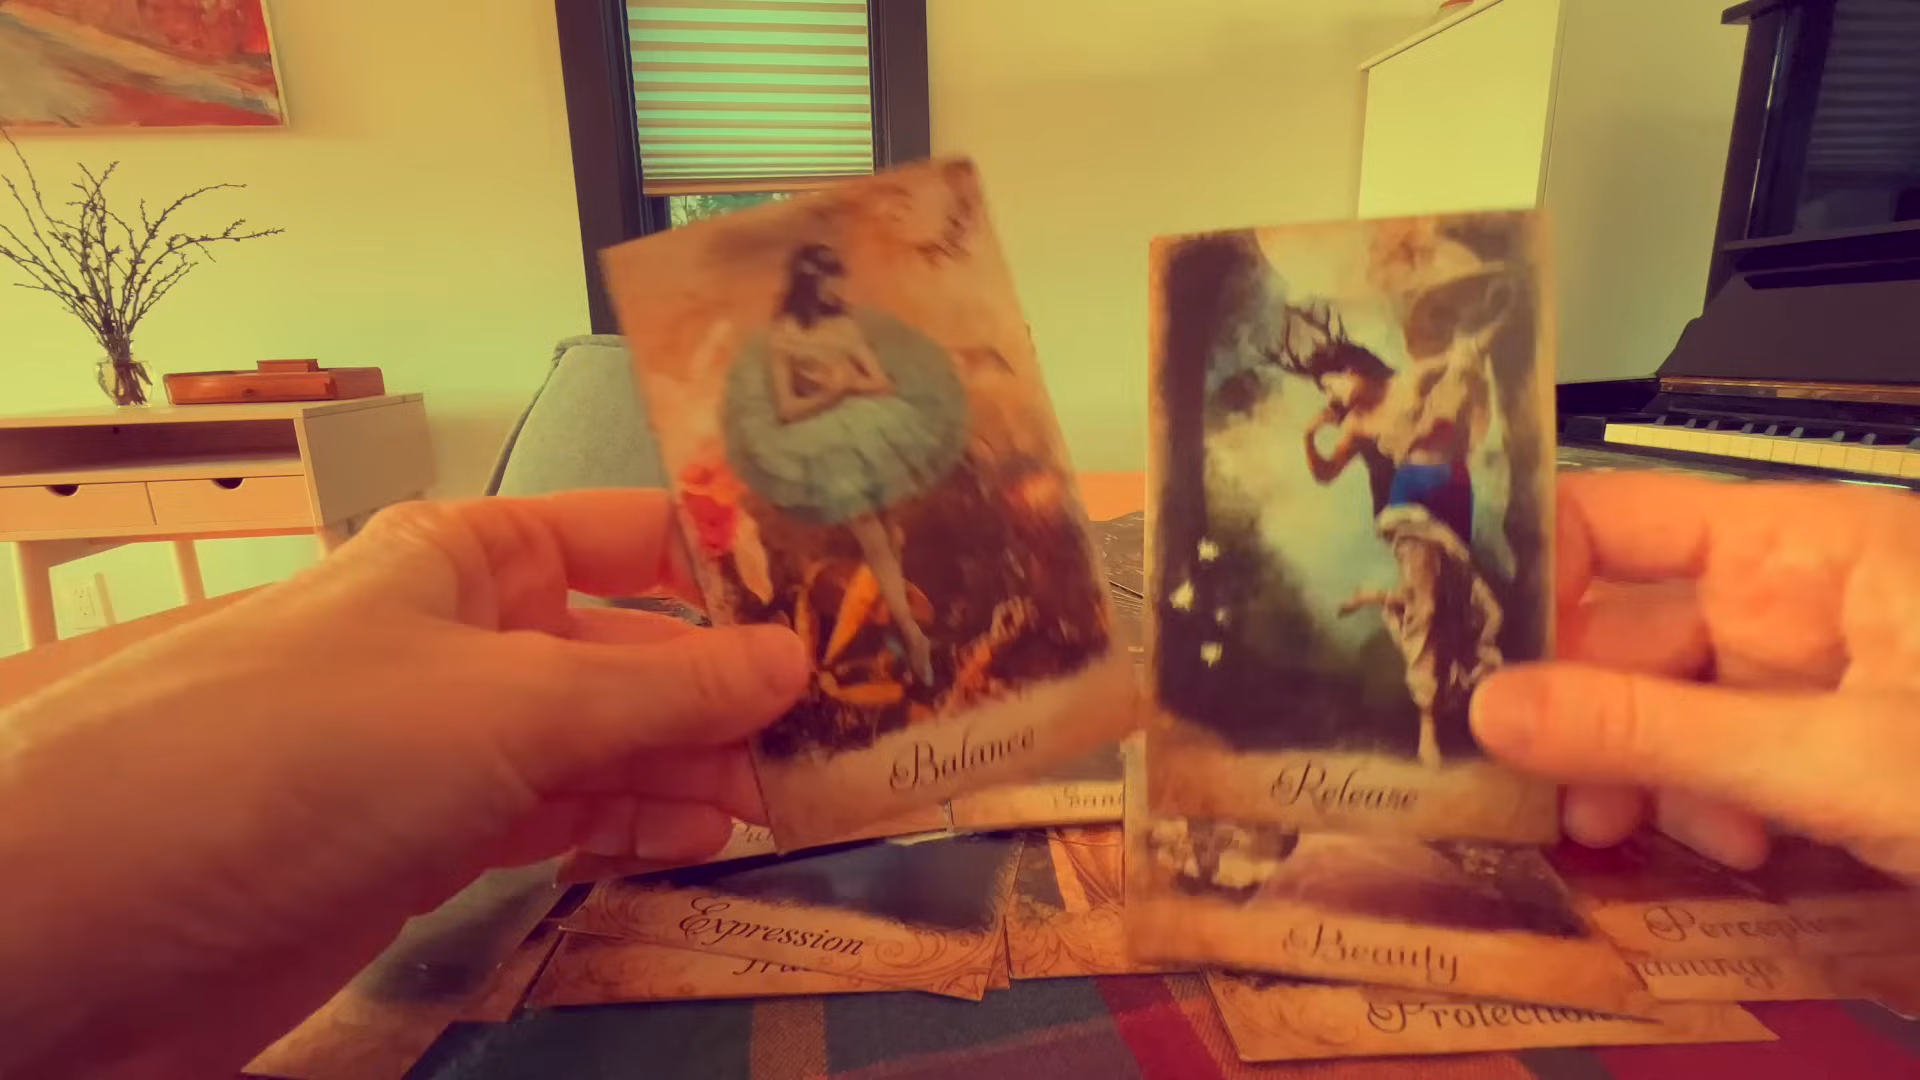 Balance
Release
Expression
Beauty
Perception
Protection